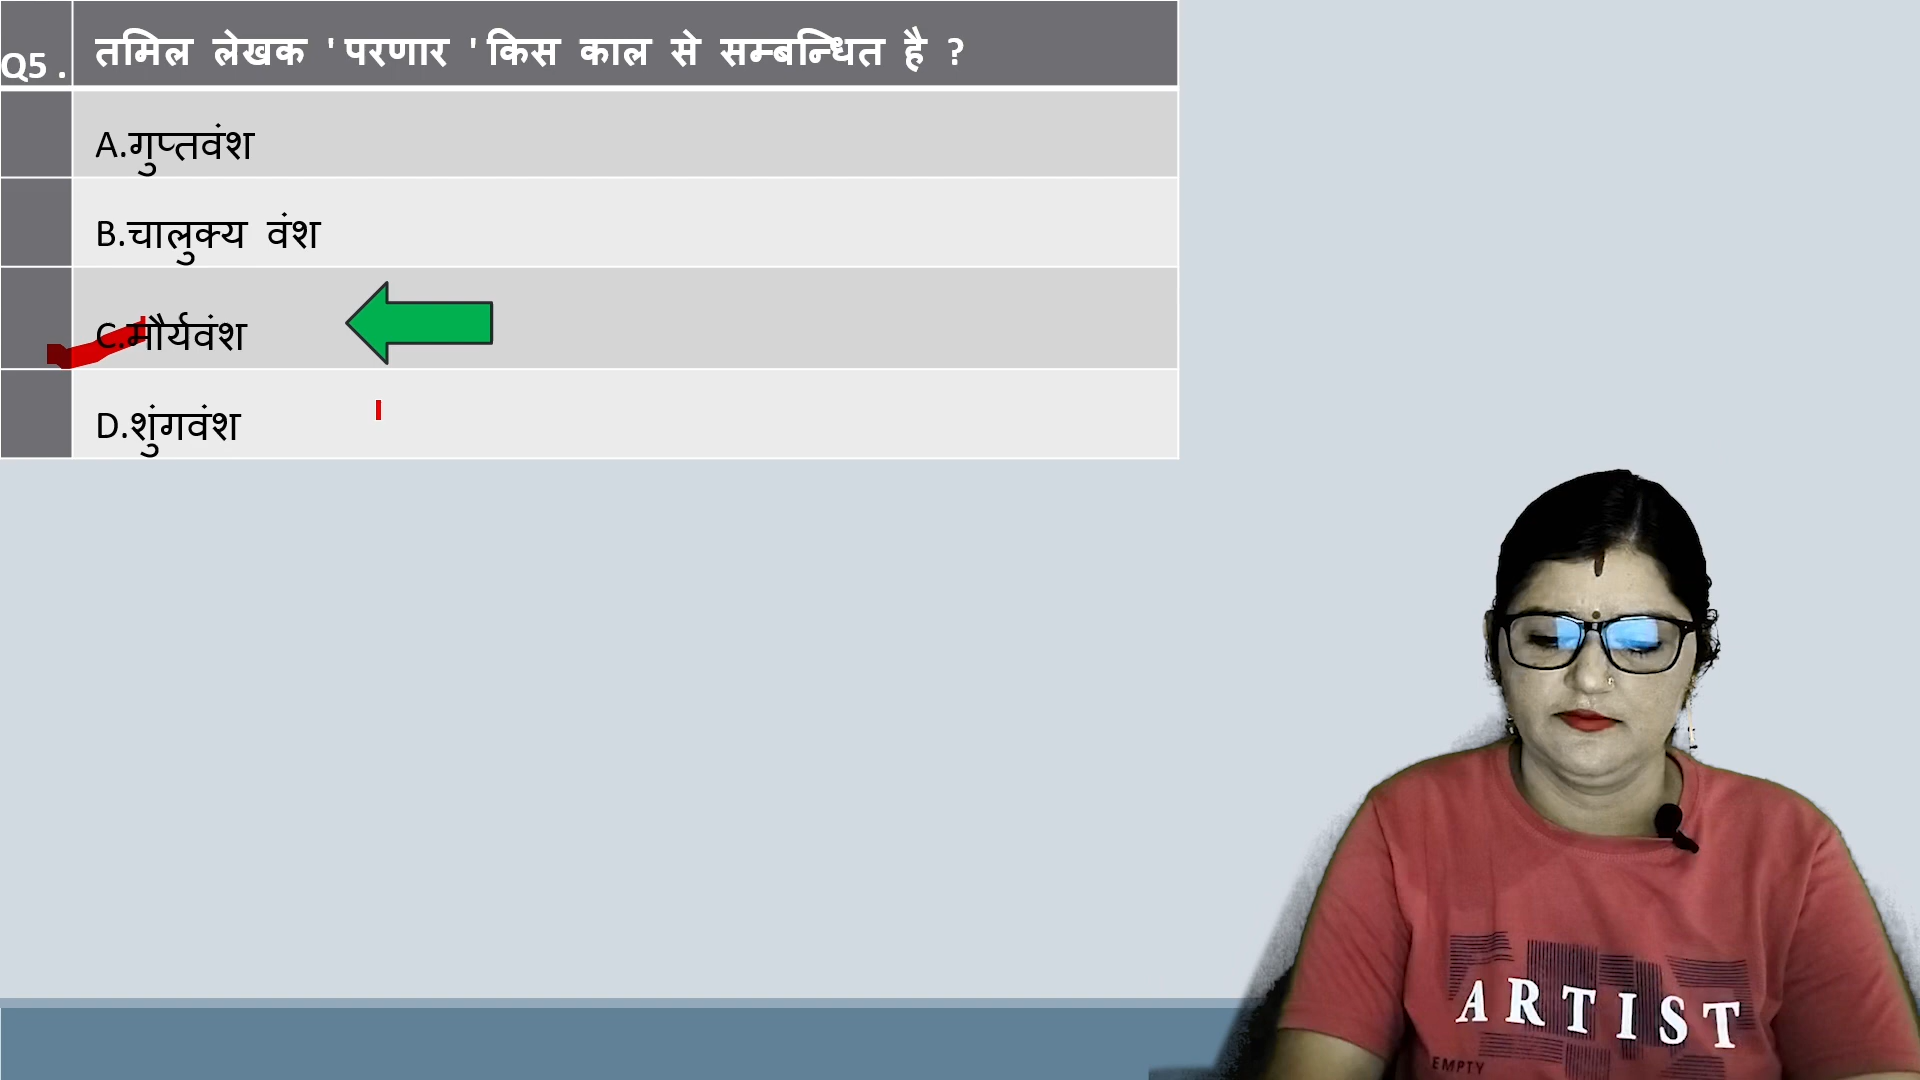 Q5 . तमिल लेखक ' परणार ' किस काल से सम्बन्धित है ?
A.गुप्तवंश
B.चालुक्य वंश
C.मौर्यवंश
D.शुंगवंश
ARTIST
EMPTY